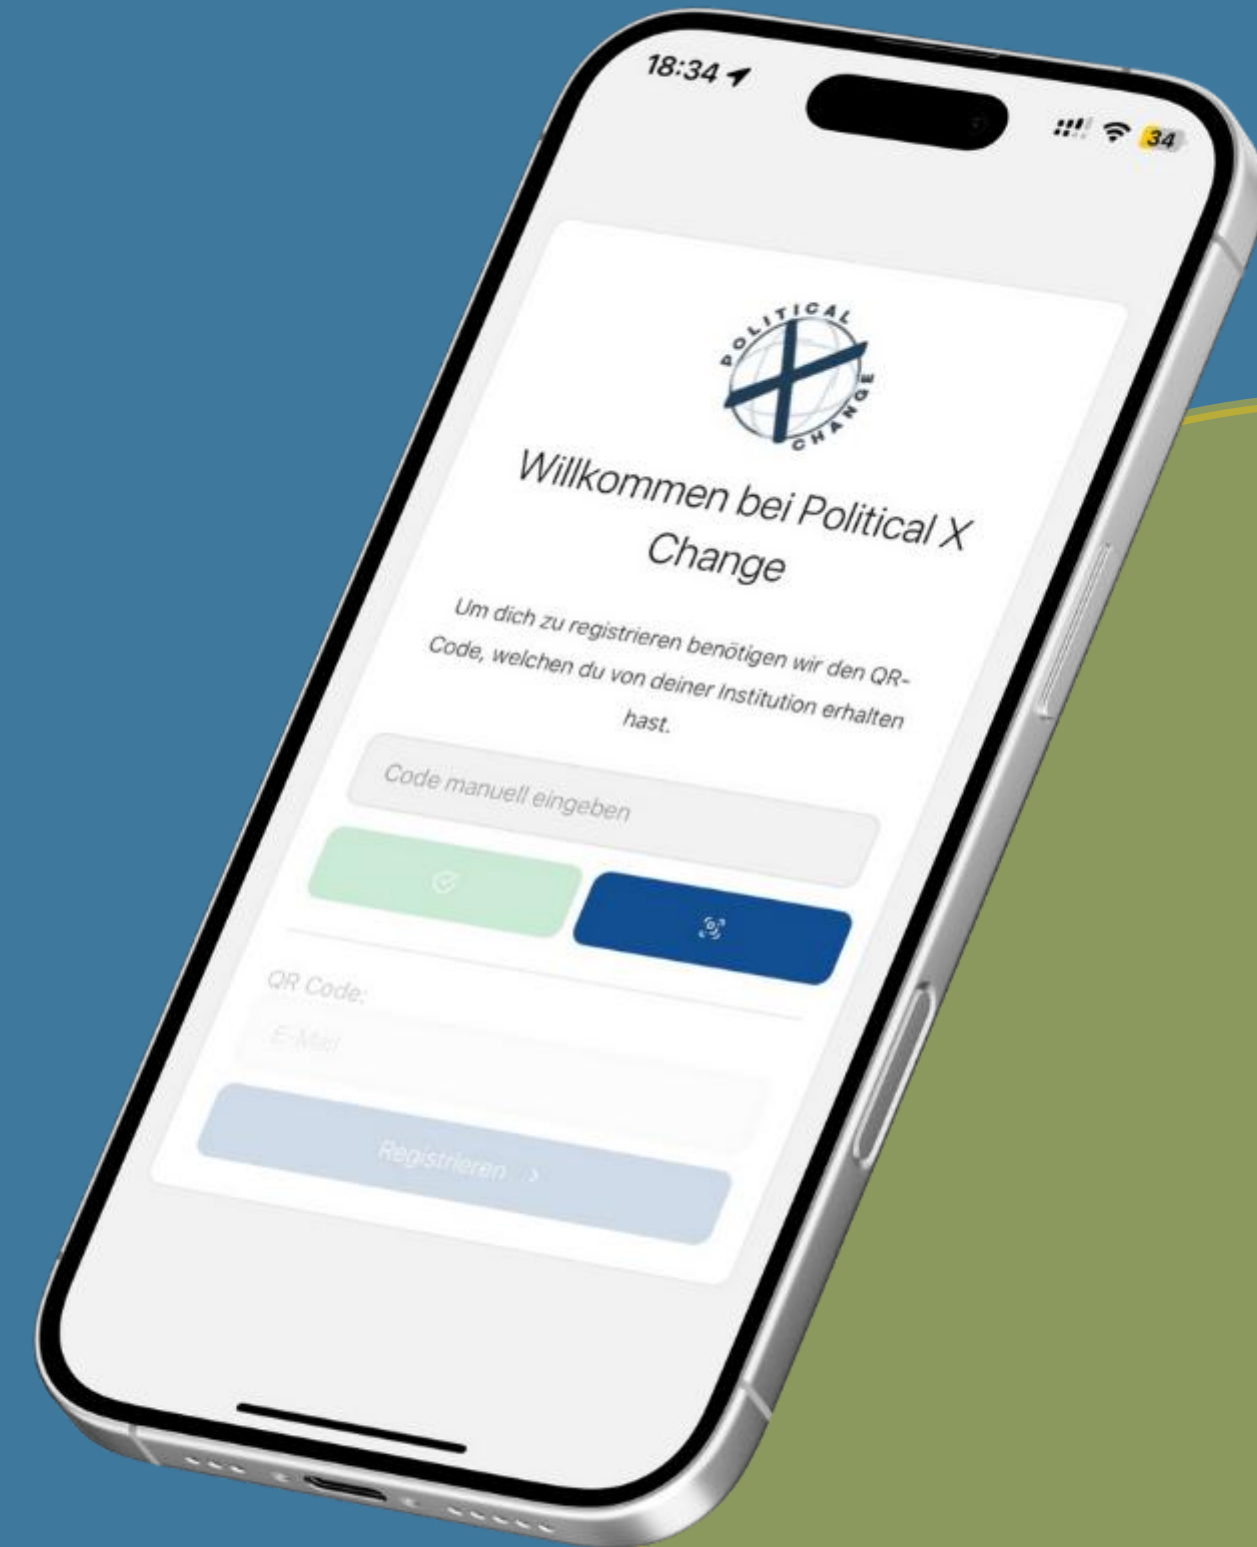 18:34
34
POLITICAL
CHANGE
Willkommen bei Political X
Change
Um dich zu registrieren benötigen wir den QR-
Code, welchen du von deiner Institution erhalten
hast.
Code manuell eingeben
QR Code:
E-Mail
Registrieren